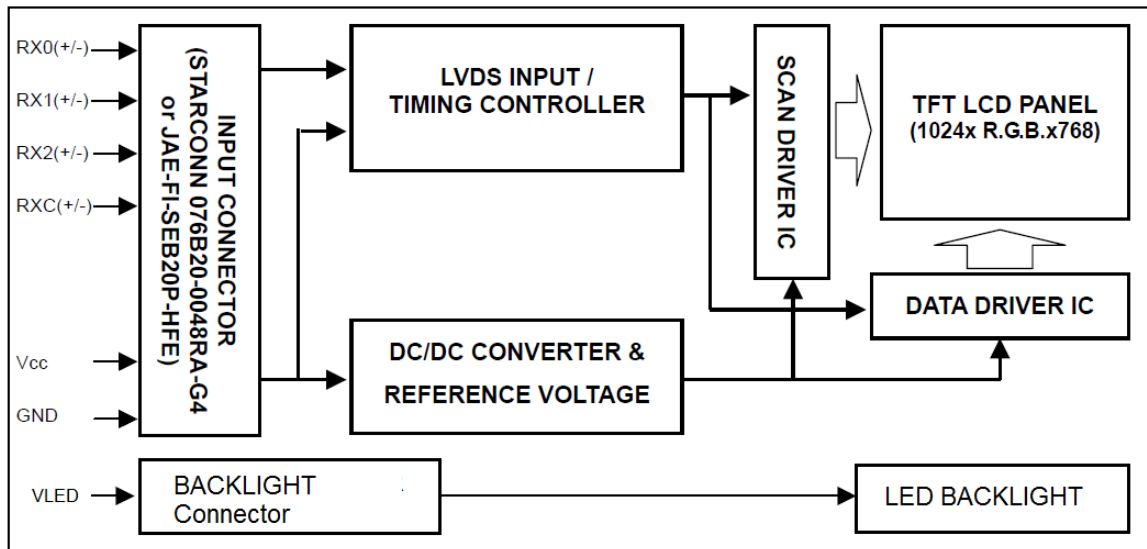 RX0(+/-)
RX1(+/-)
RX2(+/-)
RXC(+/-)
Vcc
GND
INPUT CONNECTOR
(STARCONN 076B20-0048RA-G4
or JAE-FI-SEB20P-HFE)
LVDS INPUT /
TIMING CONTROLLER
DC/DC CONVERTER &
REFERENCE VOLTAGE
SCAN DRIVER IC
TFT LCD PANEL
(1024x R.G.B.x768)
DATA DRIVER IC
VLED
BACKLIGHT
Connector
LED BACKLIGHT